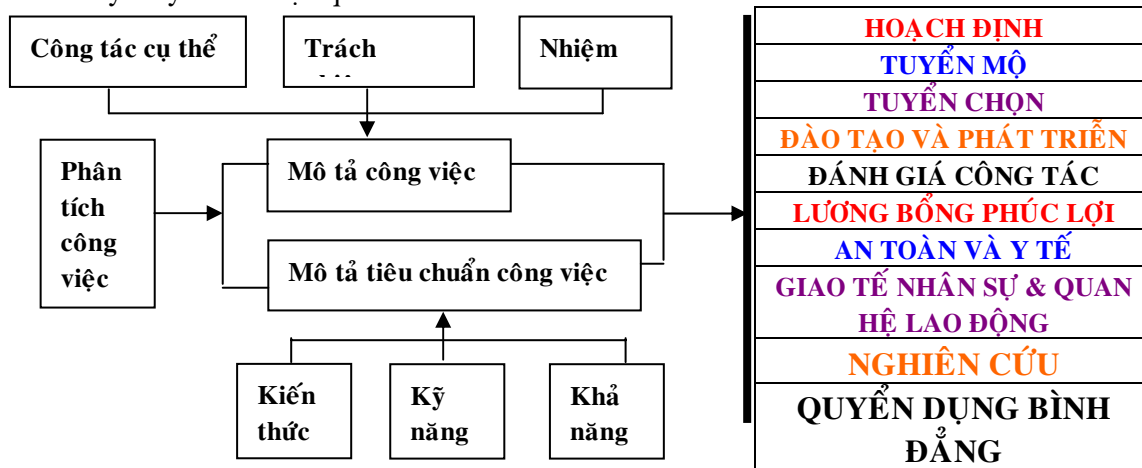 Công tác cụ thể
Trách
Nhiệm
Phân
tích
công
việc
Mô tả công việc
Mô tả tiêu chuẩn công việc
Kiến
thức
Kỹ
năng
Khả
năng
HOẠCH ĐỊNH
TUYỂN MỘ
TUYỂN CHỌN
ĐÀO TẠO VÀ PHÁT TRIỄN
ĐÁNH GIÁ CÔNG TÁC
LƯƠNG BỔNG PHÚC LỢI
AN TOÀN VÀ Y TẾ
GIAO TẾ NHÂN SỰ & QUAN
HỆ LAO ĐỘNG
NGHIÊN CỨU
QUYỂN DỤNG BÌNH
ĐẲNG